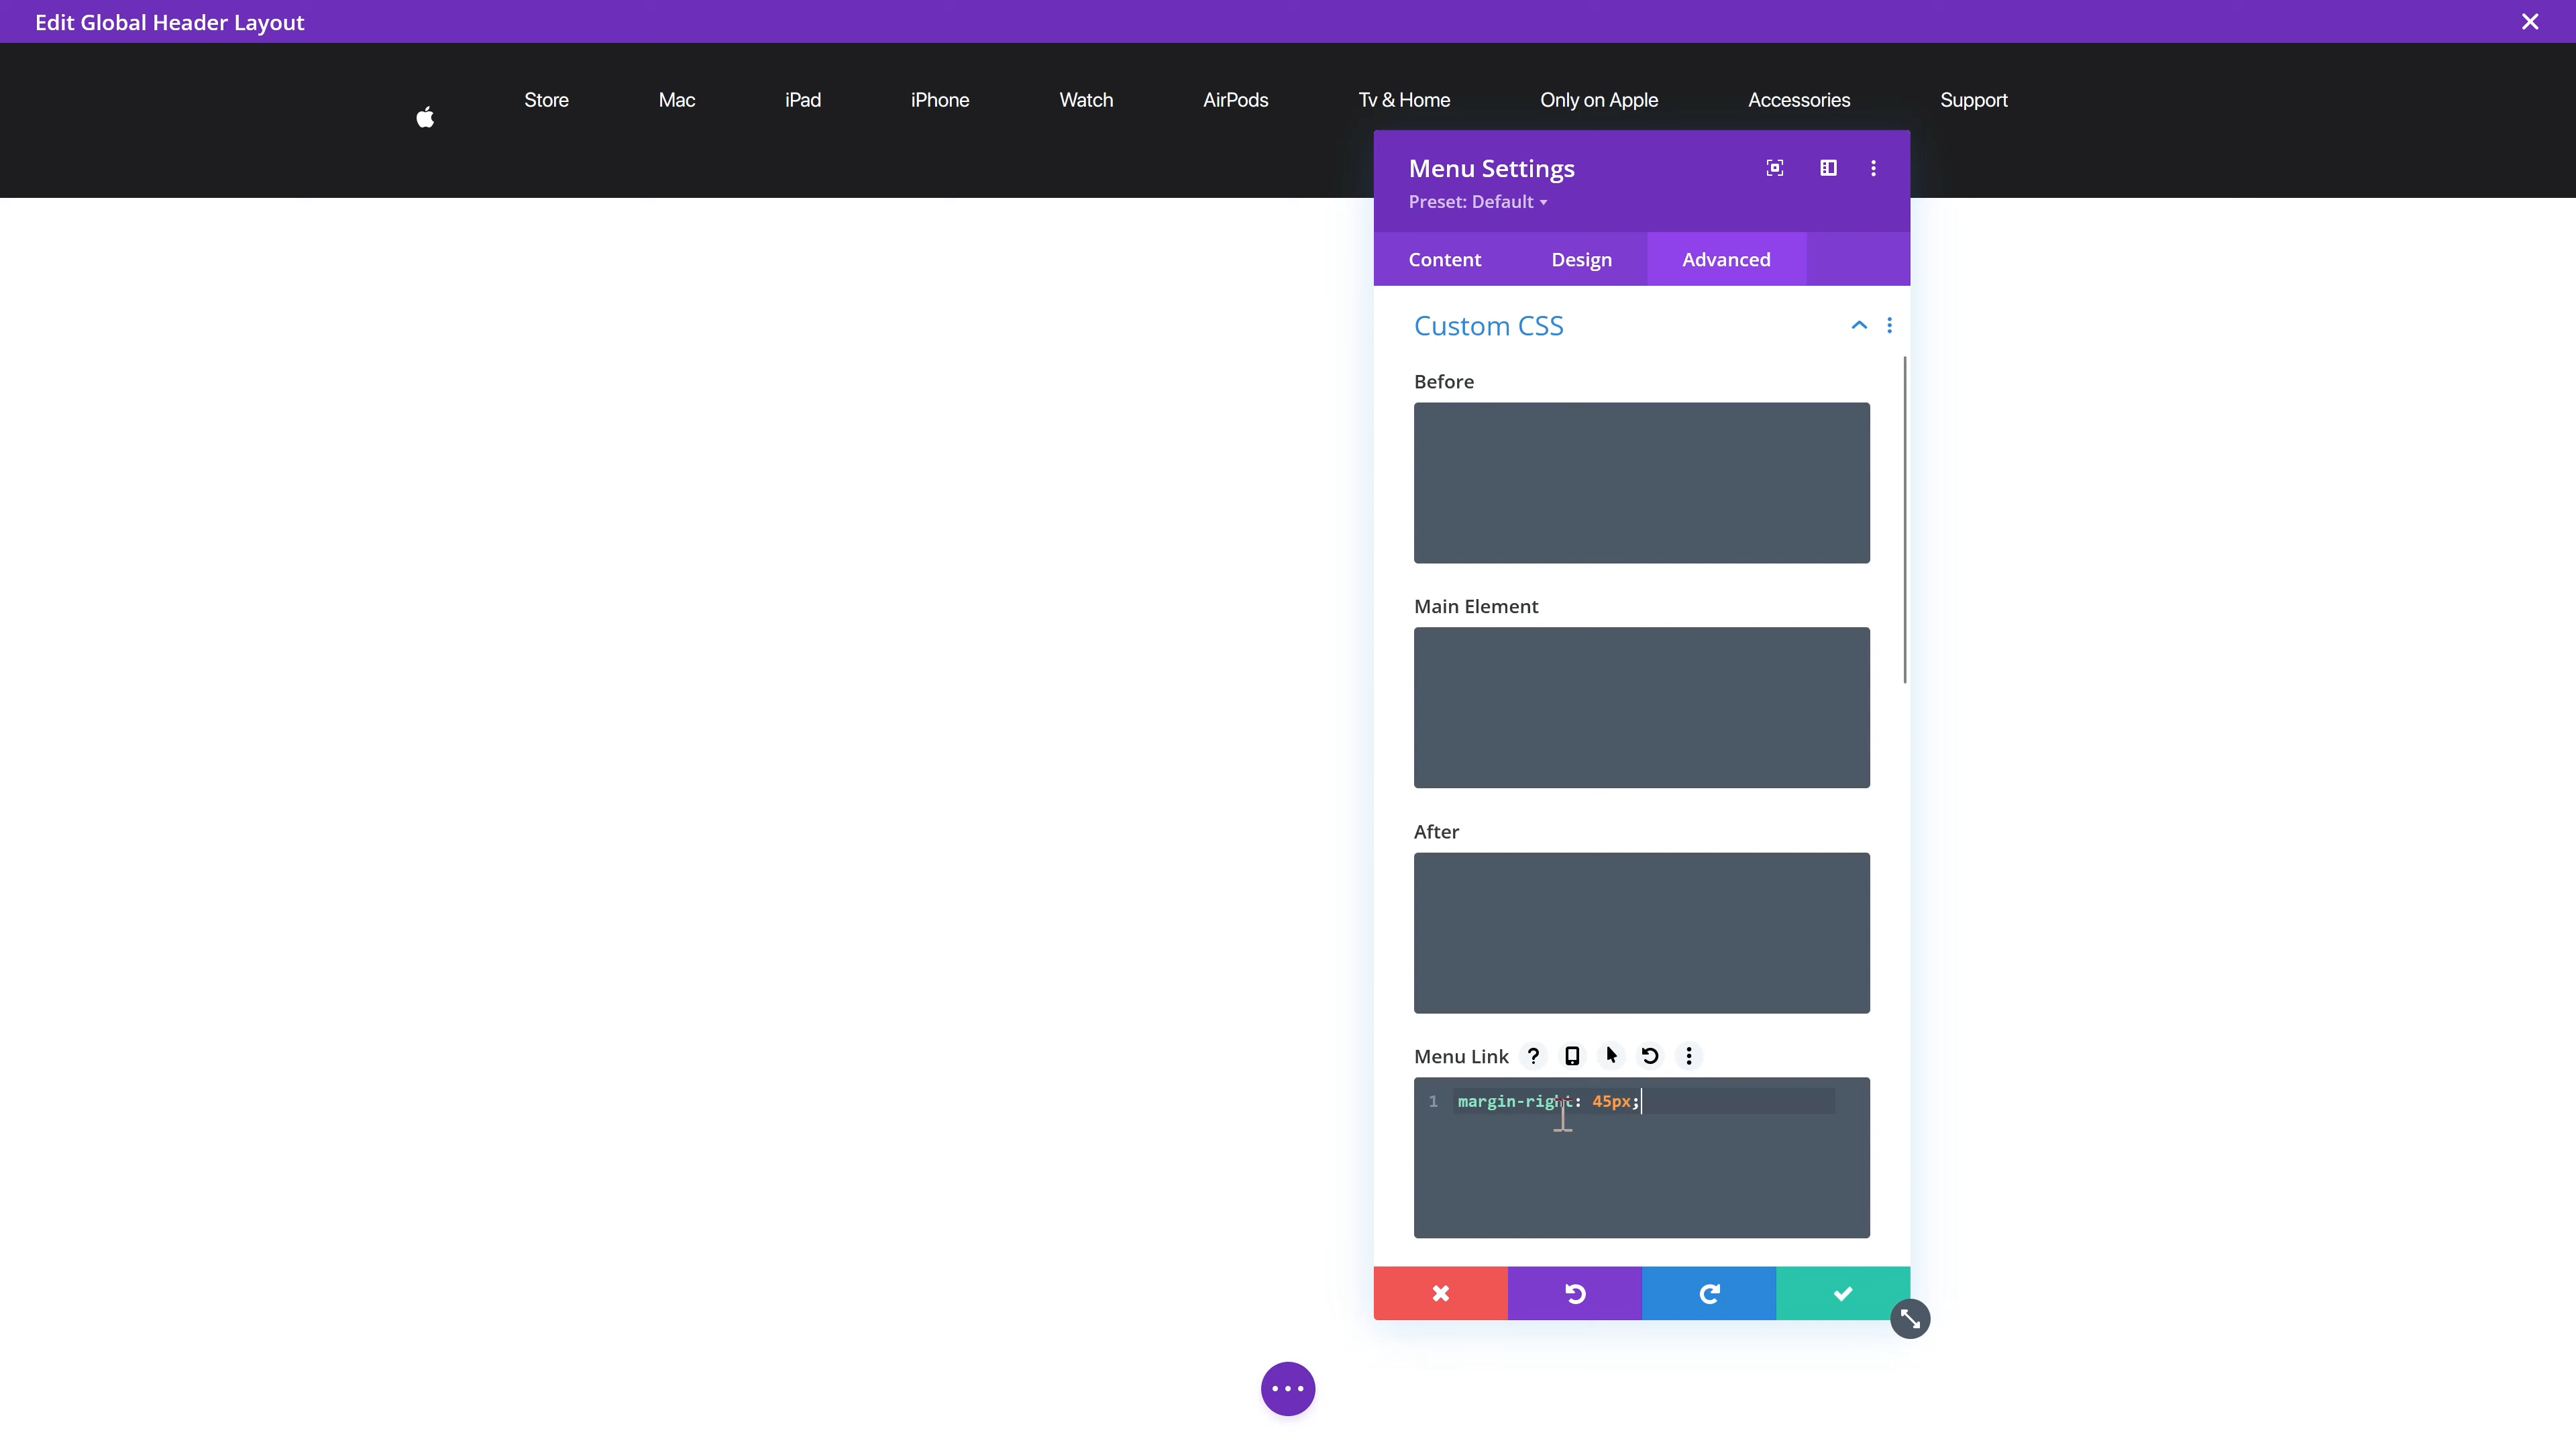 Edit Global Header Layout
Store Mac iPad iPhone Watch AirPods Tv & Home Only on Apple Accessories Support
Menu Settings
Preset: Default
Content Design Advanced
Custom CSS
Before
Main Element
After
Menu Link ?
1 margin-right: 45px;